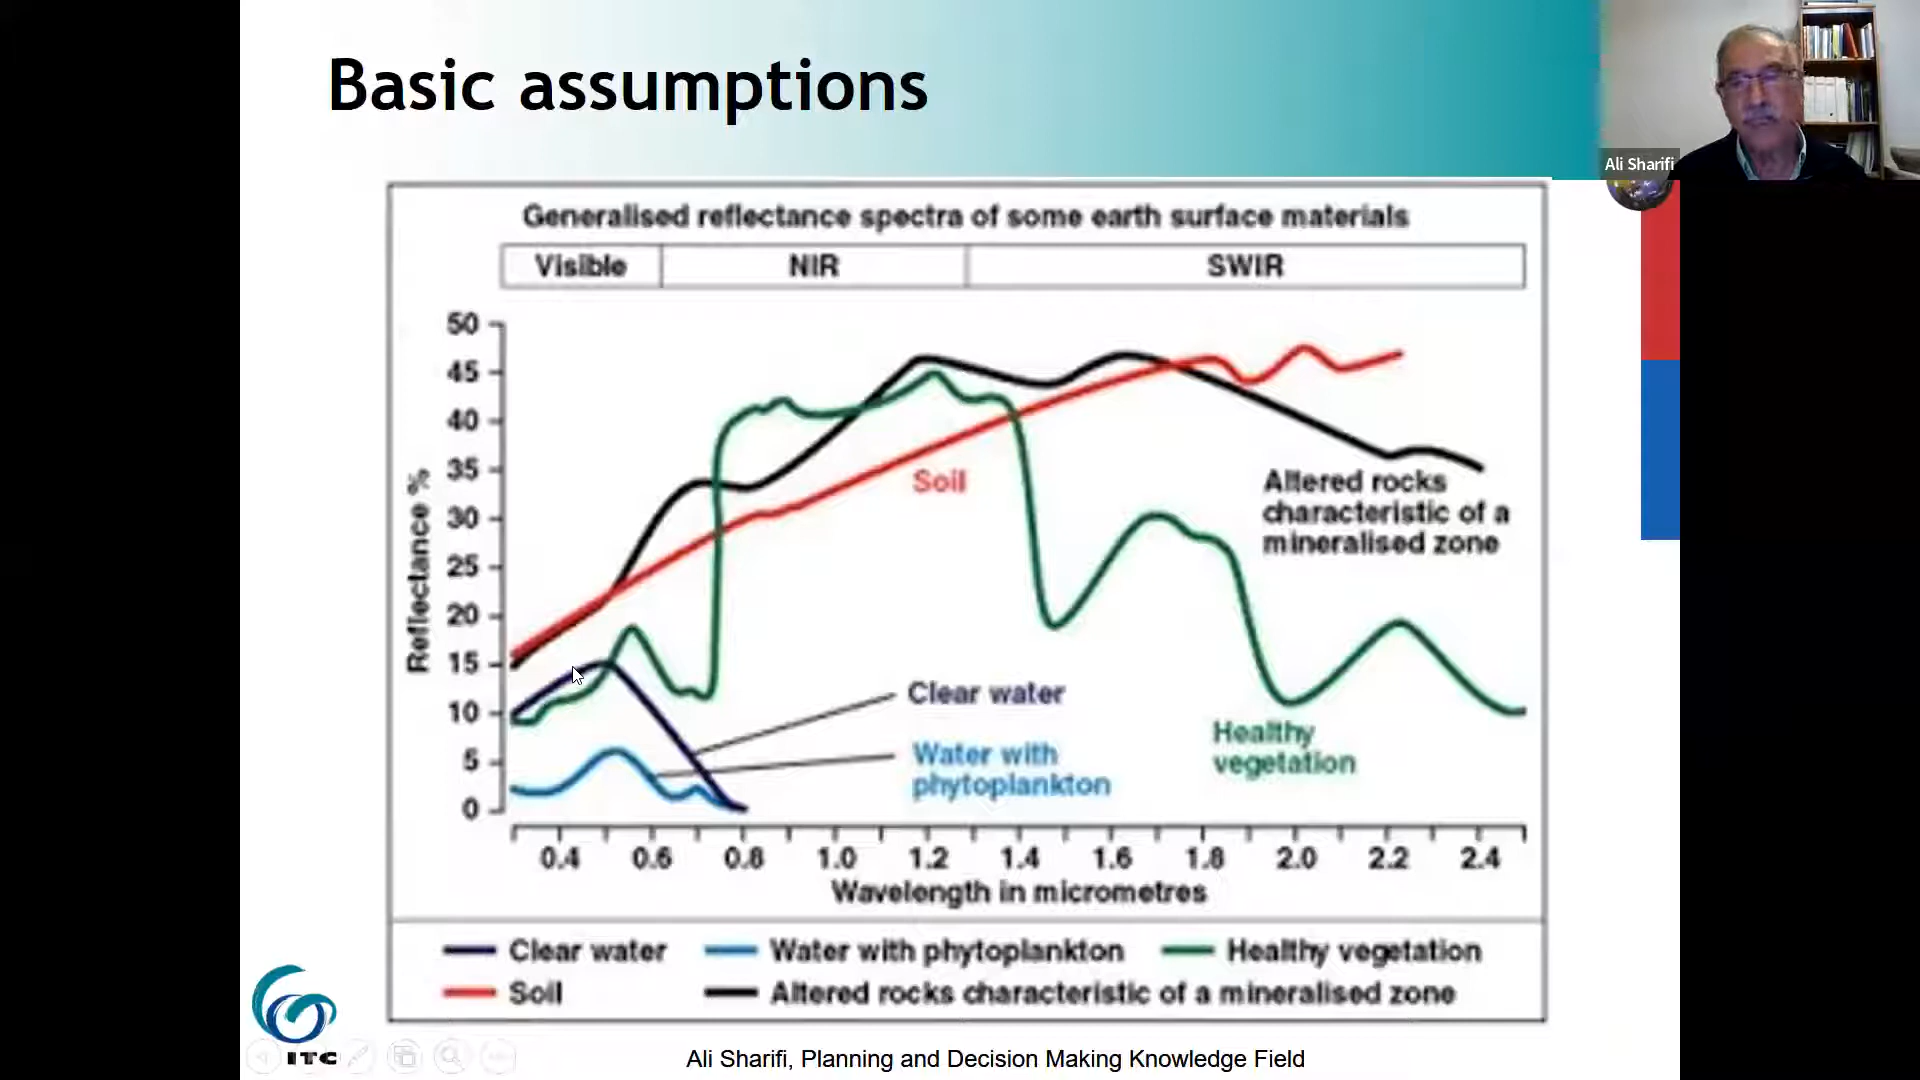 Basic assumptions
Ali Sharifi
Generalised reflectance spectra of some earth surface materials
Visible NIR SWIR
50
45
40
35
30
25
20
15
10
5
0
Reflectance %
Soil
Altered rocks
characteristic of a
mineralised zone
Clear water
Water with
phytoplankton
Healthy
vegetation
0.4 0.6 0.8 1.0 1.2 1.4 1.6 1.8 2.0 2.2 2.4
Wavelength in micrometres
Clear water Water with phytoplankton Healthy vegetation
Soil Altered rocks characteristic of a mineralised zone
ITC
Ali Sharifi, Planning and Decision Making Knowledge Field